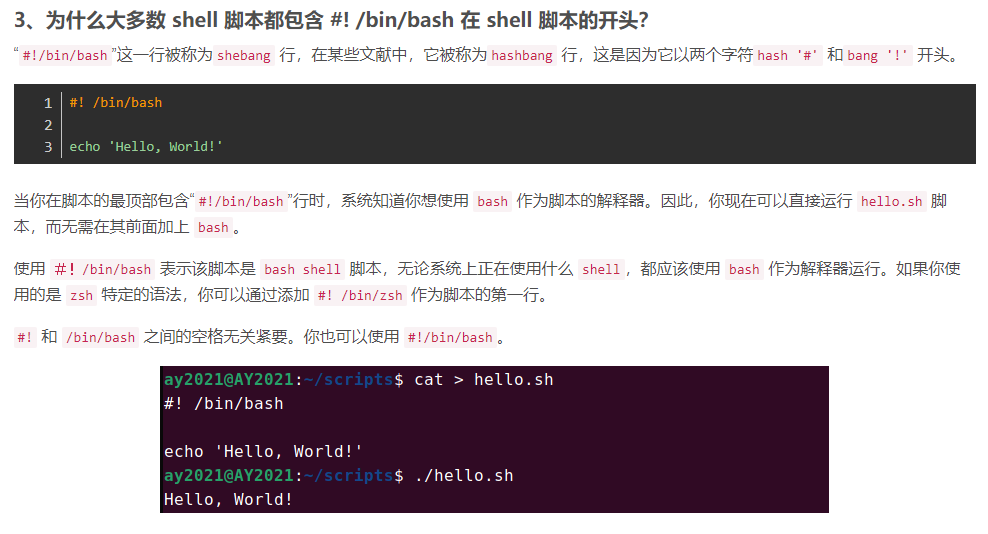 3、为什么大多数 shell 脚本都包含 #! /bin/bash 在 shell 脚本的开头？
“ #!/bin/bash ”这一行被称为 shebang 行，在某些文献中，它被称为 hashbang 行，这是因为它以两个字符 hash '#' 和 bang '!' 开头。
1 #! /bin/bash
2
3 echo 'Hello, World!'
当你在脚本的最顶部包含“ #!/bin/bash ”行时，系统知道你想使用 bash 作为脚本的解释器。因此，你现在可以直接运行 hello.sh 脚
本，而无需在其前面加上 bash 。
使用 #! /bin/bash 表示该脚本是 bash shell 脚本，无论系统上正在使用什么 shell ，都应该使用 bash 作为解释器运行。如果你使
用的是 zsh 特定的语法，你可以通过添加 #! /bin/zsh 作为脚本的第一行。
#! 和 /bin/bash 之间的空格无关紧要。你也可以使用 #!/bin/bash 。
ay2021@AY2021:~/scripts$ cat > hello.sh
#! /bin/bash
echo 'Hello, World!'
ay2021@AY2021:~/scripts$ ./hello.sh
Hello, World!